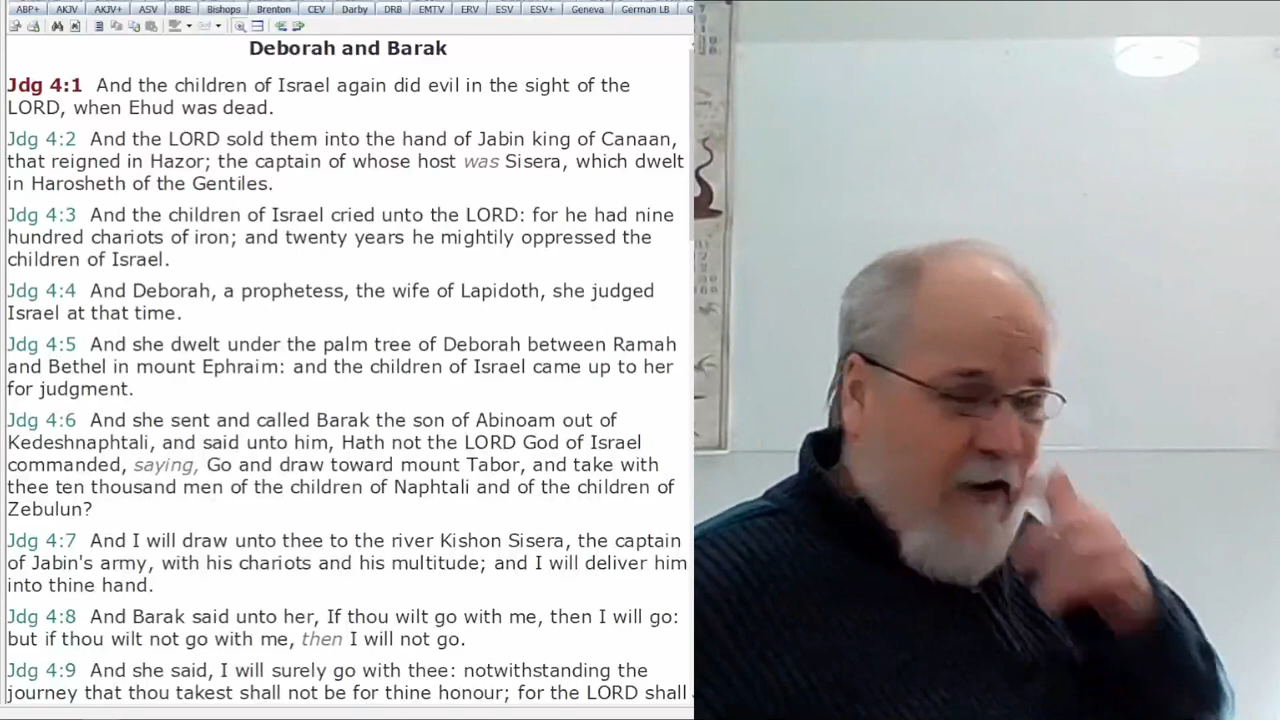 ABP+ AKJV AKJV+ ASV BBE Bishops Brenton CEV Darby DRB EMTV ERV ESV ESV+ Geneva German LB G
Deborah and Barak
Jdg 4:1 And the children of Israel again did evil in the sight of the
LORD, when Ehud was dead.
Jdg 4:2 And the LORD sold them into the hand of Jabin king of Canaan,
that reigned in Hazor; the captain of whose host was Sisera, which dwelt
in Harosheth of the Gentiles.
Jdg 4:3 And the children of Israel cried unto the LORD: for he had nine
hundred chariots of iron; and twenty years he mightily oppressed the
children of Israel.
Jdg 4:4 And Deborah, a prophetess, the wife of Lapidoth, she judged
Israel at that time.
Jdg 4:5 And she dwelt under the palm tree of Deborah between Ramah
and Bethel in mount Ephraim: and the children of Israel came up to her
for judgment.
Jdg 4:6 And she sent and called Barak the son of Abinoam out of
Kedeshnaphtali, and said unto him, Hath not the LORD God of Israel
commanded, saying, Go and draw toward mount Tabor, and take with
thee ten thousand men of the children of Naphtali and of the children of
Zebulun?
Jdg 4:7 And I will draw unto thee to the river Kishon Sisera, the captain
of Jabin's army, with his chariots and his multitude; and I will deliver him
into thine hand.
Jdg 4:8 And Barak said unto her, If thou wilt go with me, then I will go:
but if thou wilt not go with me, then I will not go.
Jdg 4:9 And she said, I will surely go with thee: notwithstanding the
journey that thou takest shall not be for thine honour; for the LORD shall